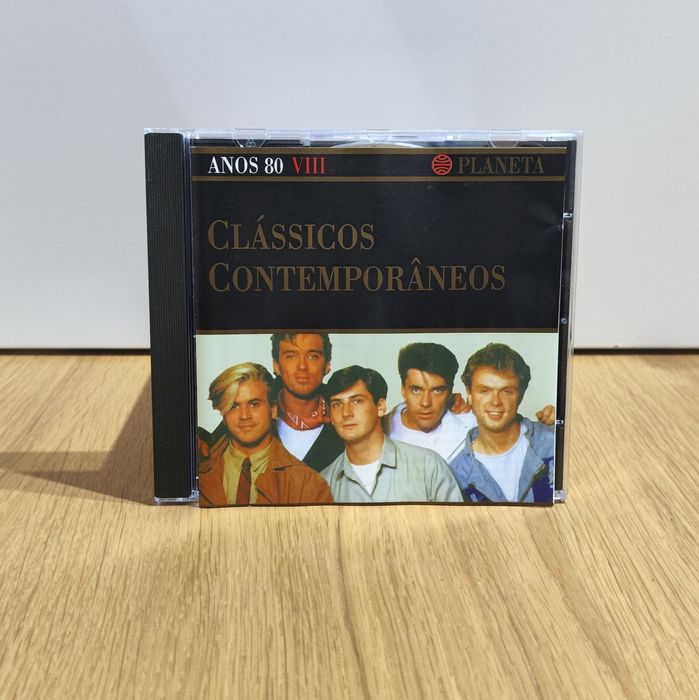 ANOS 80 VIII PLANETA
CLÁSSICOS
CONTEMPORÂNEOS